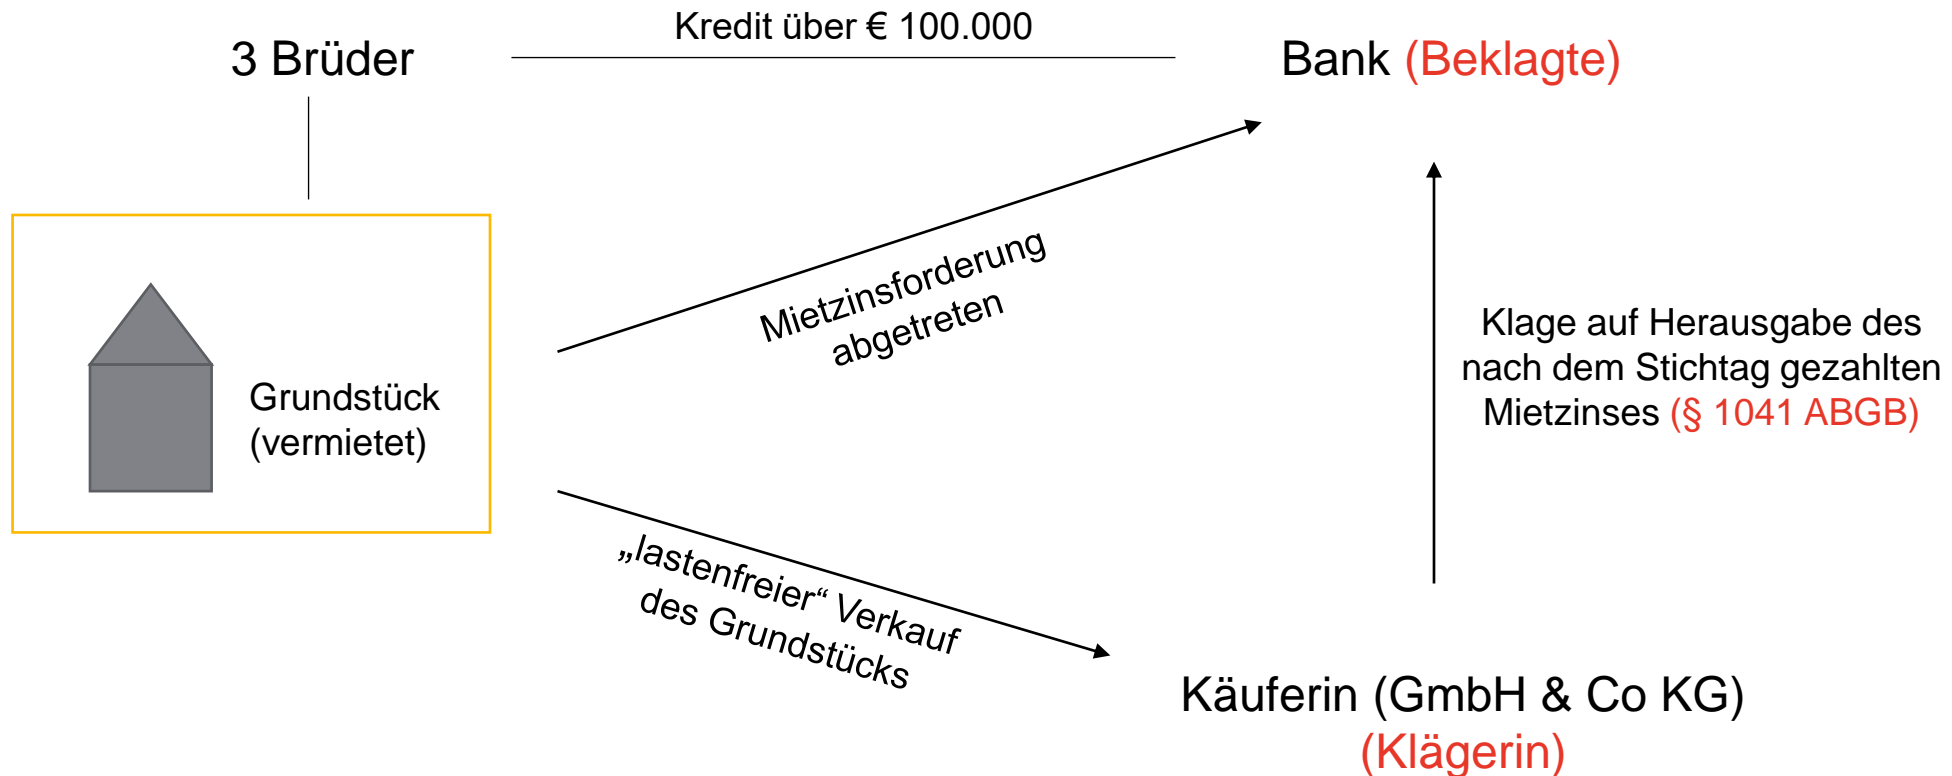 Kredit über € 100.000
3 Brüder
Bank (Beklagte)
Mietzinsforderung
abgetreten
Grundstück
(vermietet)
Klage auf Herausgabe des
nach dem Stichtag gezahlten
Mietzinses (§ 1041 ABGB)
„lastenfreier“ Verkauf
des Grundstücks
Käuferin (GmbH & Co KG)
(Klägerin)